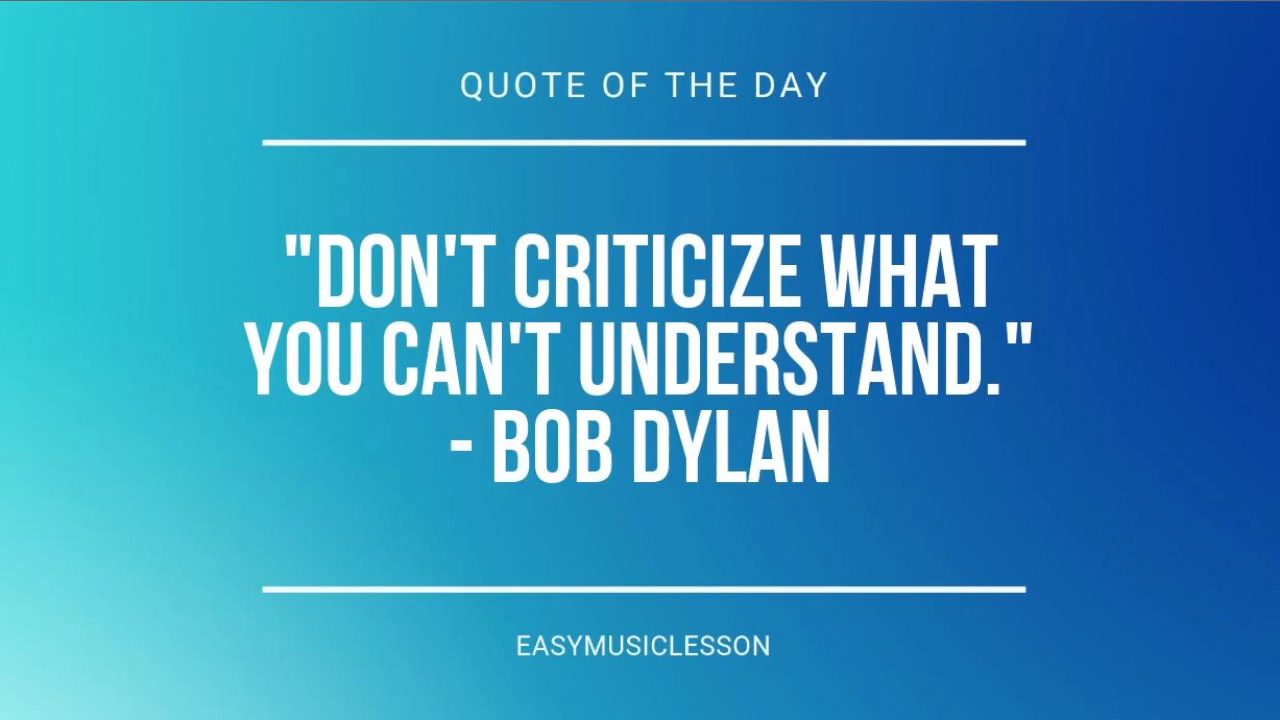 QUOTE OF THE DAY
"DON'T CRITICIZE WHAT
YOU CAN'T UNDERSTAND."
- BOB DYLAN
EASYMUSICLESSON